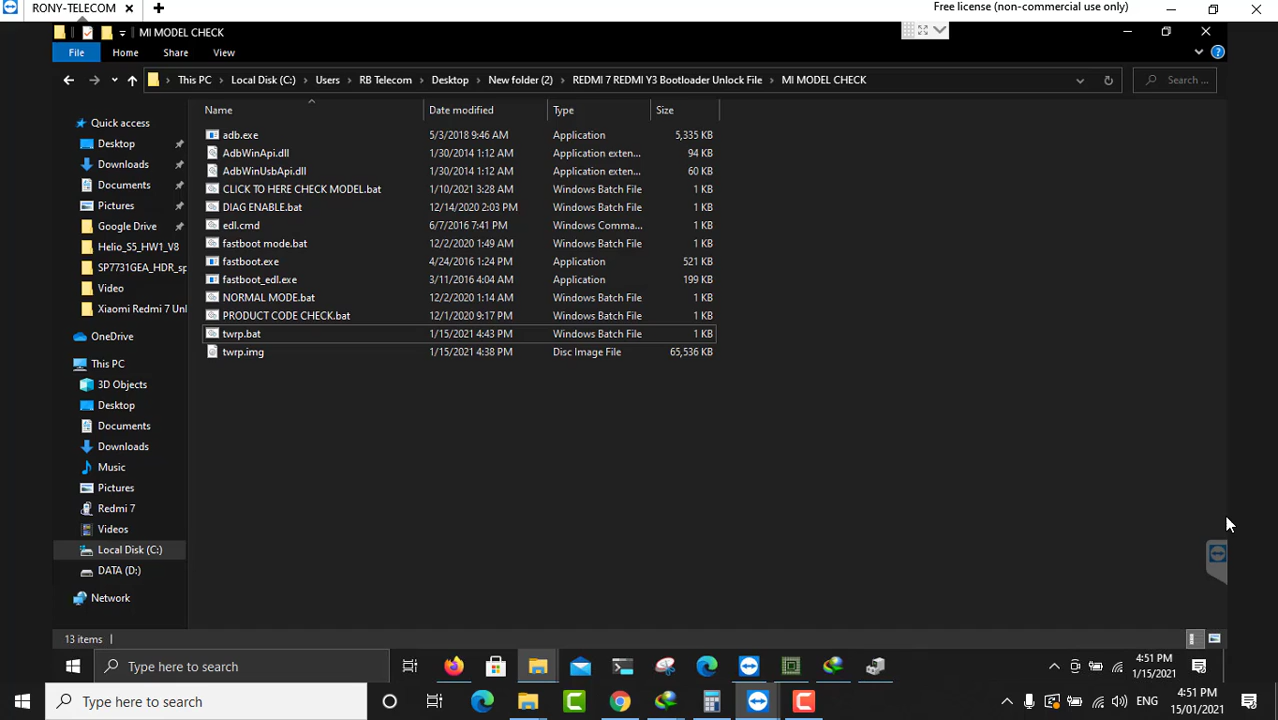 RONY-TELECOM
Free license (non-commercial use only)
MI MODEL CHECK
File Home Share View
This PC Local Disk (C:) Users RB Telecom Desktop New folder (2) REDMI 7 REDMI Y3 Bootloader Unlock File MI MODEL CHECK
Search ...
Name Date modified Type Size
adb.exe 5/3/2018 9:46 AM Application 5,335 KB
AdbWinApi.dll 1/30/2014 1:12 AM Application exten... 94 KB
AdbWinUsbApi.dll 1/30/2014 1:12 AM Application exten... 60 KB
CLICK TO HERE CHECK MODEL.bat 1/10/2021 3:28 AM Windows Batch File 1 KB
DIAG ENABLE.bat 12/14/2020 2:03 PM Windows Batch File 1 KB
edl.cmd 6/7/2016 7:41 PM Windows Comma... 1 KB
fastboot mode.bat 12/2/2020 1:49 AM Windows Batch File 1 KB
fastboot.exe 4/24/2016 1:24 PM Application 521 KB
fastboot_edl.exe 3/11/2016 4:04 AM Application 199 KB
NORMAL MODE.bat 12/2/2020 1:14 AM Windows Batch File 1 KB
PRODUCT CODE CHECK.bat 12/1/2020 9:17 PM Windows Batch File 1 KB
twrp.bat 1/15/2021 4:43 PM Windows Batch File 1 KB
twrp.img 1/15/2021 4:38 PM Disc Image File 65,536 KB
Quick access
Desktop
Downloads
Documents
Pictures
Google Drive
Helio_S5_HW1_V8
SP7731GEA_HDR_sp
Video
Xiaomi Redmi 7 Unl
OneDrive
This PC
3D Objects
Desktop
Documents
Downloads
Music
Pictures
Redmi 7
Videos
Local Disk (C:)
DATA (D:)
Network
13 items
Type here to search
4:51 PM
1/15/2021
Type here to search
ENG
4:51 PM
15/01/2021